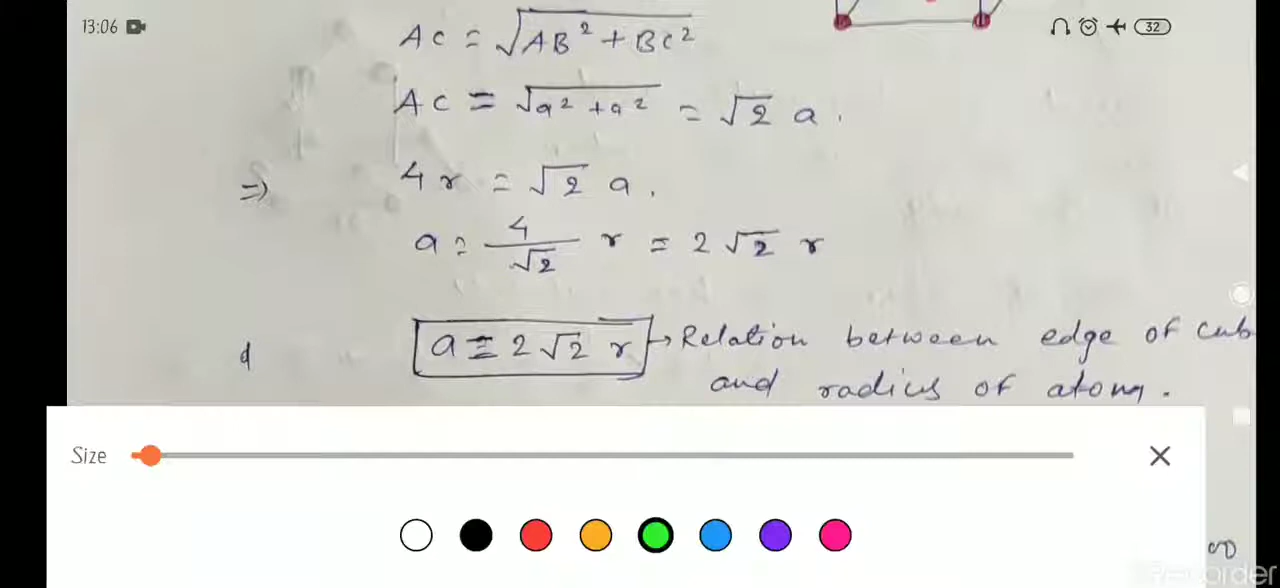 13:06
32
AC = √AB² + BC²
AC = √a² + a² = √2 a.
=> 4r = √2 a.
a = 4/√2 r = 2√2 r
a = 2√2 r → Relation between edge of cub
and radius of atom.
Size